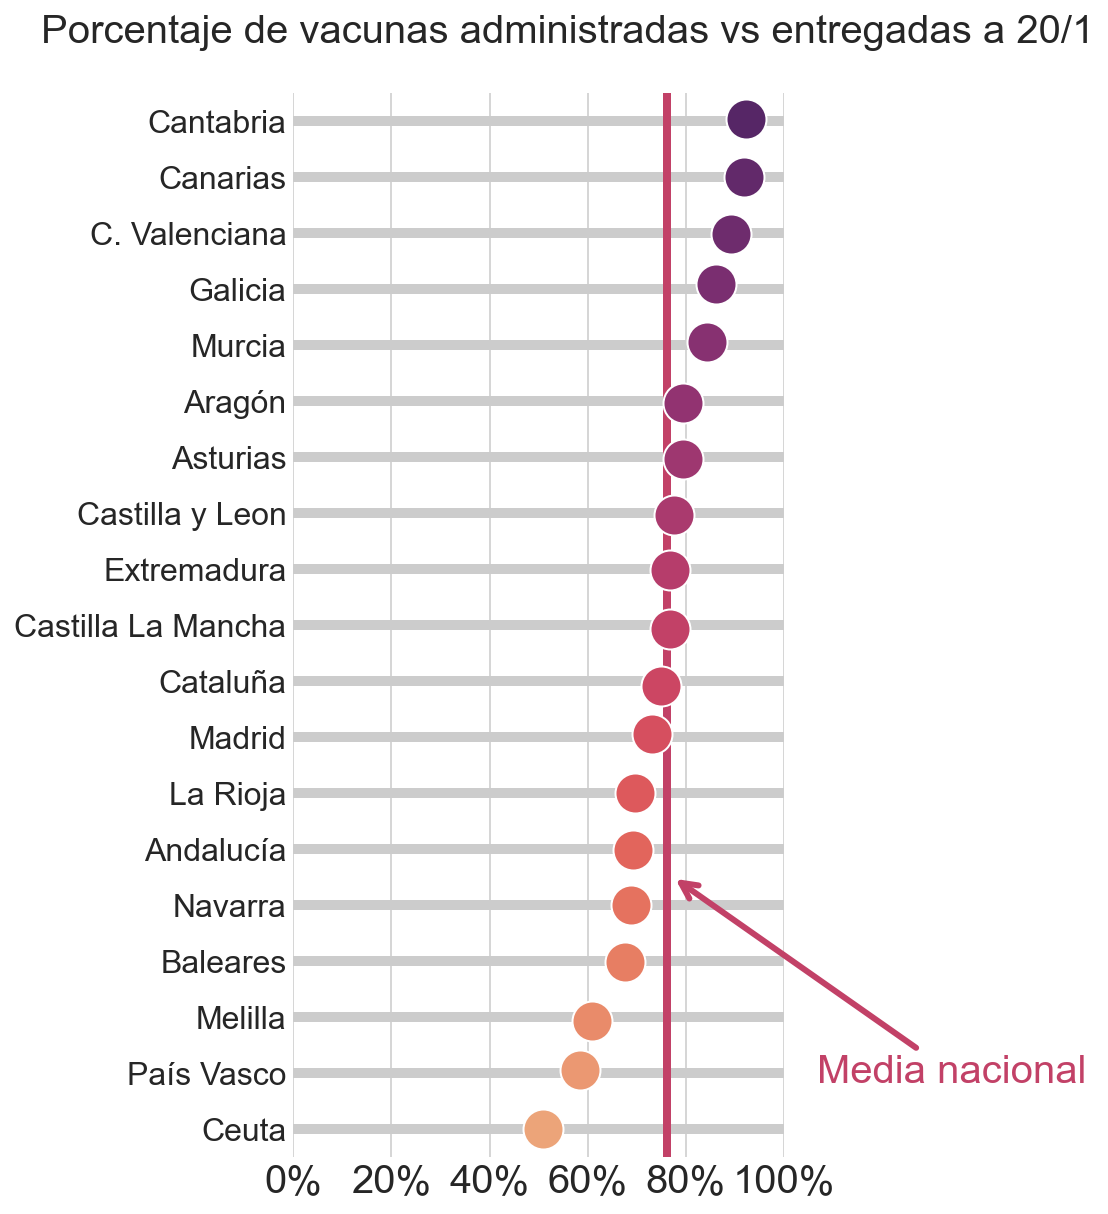 Porcentaje de vacunas administradas vs entregadas a 20/1
Cantabria
Canarias
C. Valenciana
Galicia
Murcia
Aragón
Asturias
Castilla y Leon
Extremadura
Castilla La Mancha
Cataluña
Madrid
La Rioja
Andalucía
Navarra
Baleares
Melilla
País Vasco
Ceuta
Media nacional
0% 20% 40% 60% 80% 100%